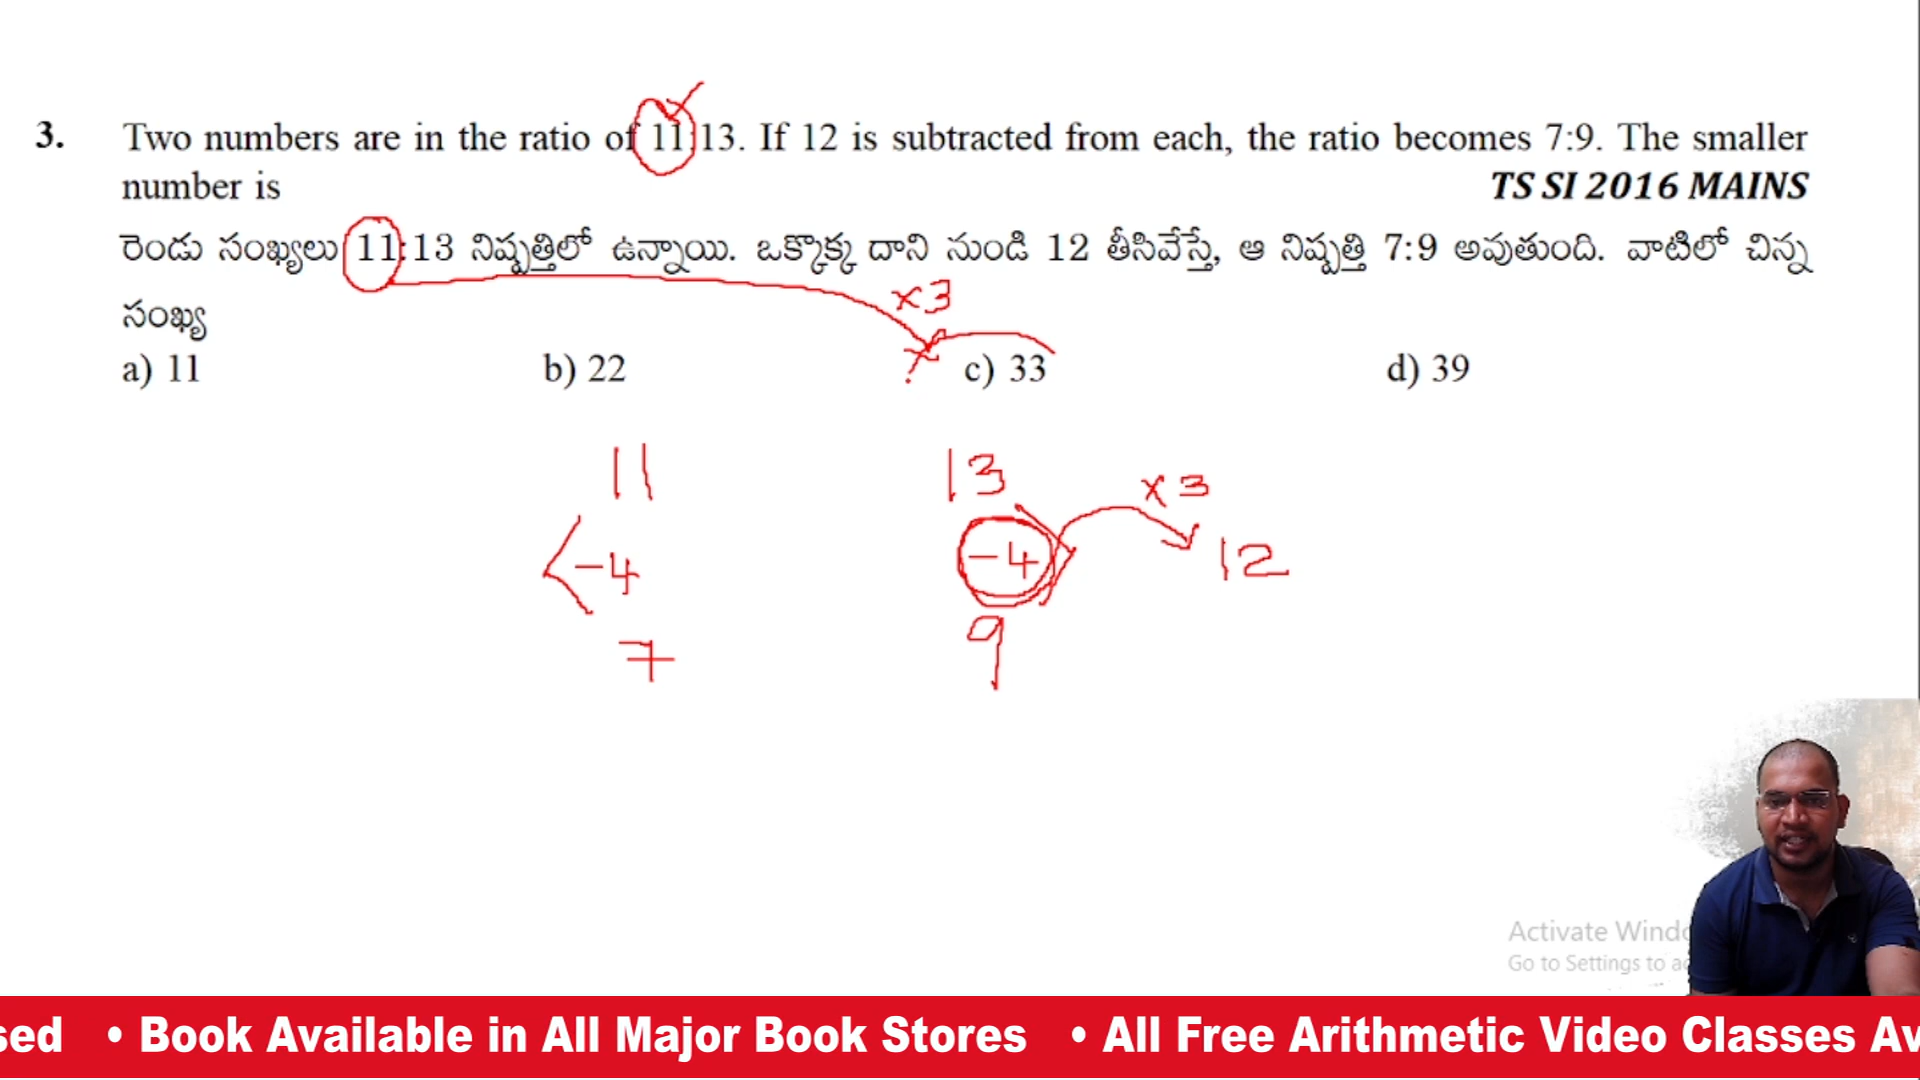 3. Two numbers are in the ratio of 11:13. If 12 is subtracted from each, the ratio becomes 7:9. The smaller
number is TS SI 2016 MAINS
రెండు సంఖ్యలు 11:13 నిష్పత్తిలో ఉన్నాయి. ఒక్కొక్క దాని నుండి 12 తీసివేస్తే, ఆ నిష్పత్తి 7:9 అవుతుంది. వాటిలో చిన్న
×3
సంఖ్య
a) 11 b) 22 c) 33 d) 39
11 13 ×3
-4 -4 12
7 9
Activate Wind
Go to Settings to a
sed • Book Available in All Major Book Stores • All Free Arithmetic Video Classes Av